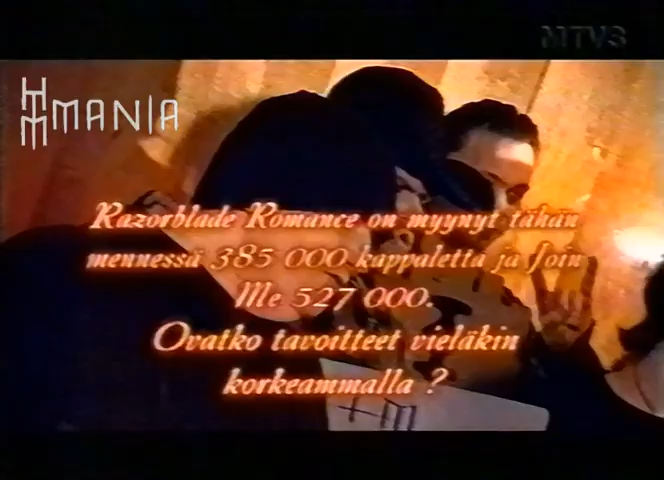 MTV3
HIM MANIA
Razorblade Romance on myynyt tähän
mennessä 385 000 kappaletta ja Join
Me 527 000.
Ovatko tavoitteet vieläkin
korkeammalla ?